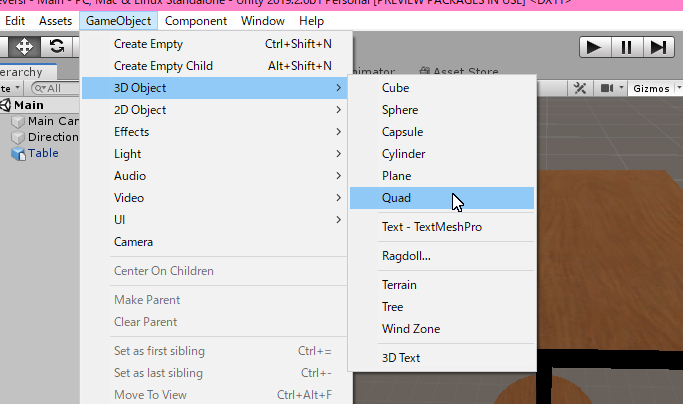 eversi - Main - PC, Mac & Linux Standalone - Unity 2019.2.0b1 Personal [PREVIEW PACKAGES IN USE] <DX11>
Edit Assets GameObject Component Window Help
Create Empty Ctrl+Shift+N
Create Empty Child Alt+Shift+N
3D Object
2D Object
Effects
Light
Audio
Video
UI
Camera
Center On Children
Make Parent
Clear Parent
Set as first sibling Ctrl+=
Set as last sibling Ctrl+-
Move To View Ctrl+Alt+F
Cube
Sphere
Capsule
Cylinder
Plane
Quad
Text - TextMeshPro
Ragdoll...
Terrain
Tree
Wind Zone
3D Text
erarchy
te
All
Main
Main Car
Direction
Table
nimator
Asset Store
Gizmos